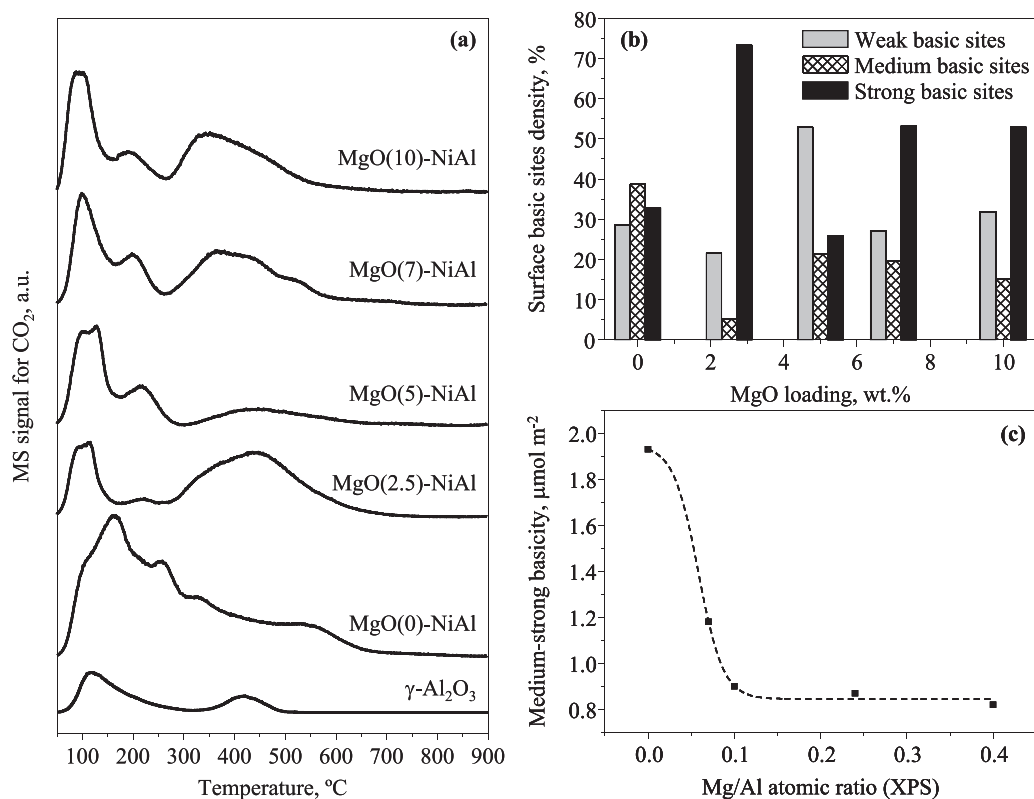 (a)
MS signal for CO₂, a.u.
MgO(10)-NiAl
MgO(7)-NiAl
MgO(5)-NiAl
MgO(2.5)-NiAl
MgO(0)-NiAl
γ-Al₂O₃
100 200 300 400 500 600 700 800 900
Temperature, ºC
(b)
Weak basic sites
Medium basic sites
Strong basic sites
Surface basic sites density, %
80
70
60
50
40
30
20
10
0
0 2 4 6 8 10
MgO loading, wt.%
(c)
Medium-strong basicity, μmol m⁻²
2.0
1.8
1.6
1.4
1.2
1.0
0.8
0.0 0.1 0.2 0.3 0.4
Mg/Al atomic ratio (XPS)